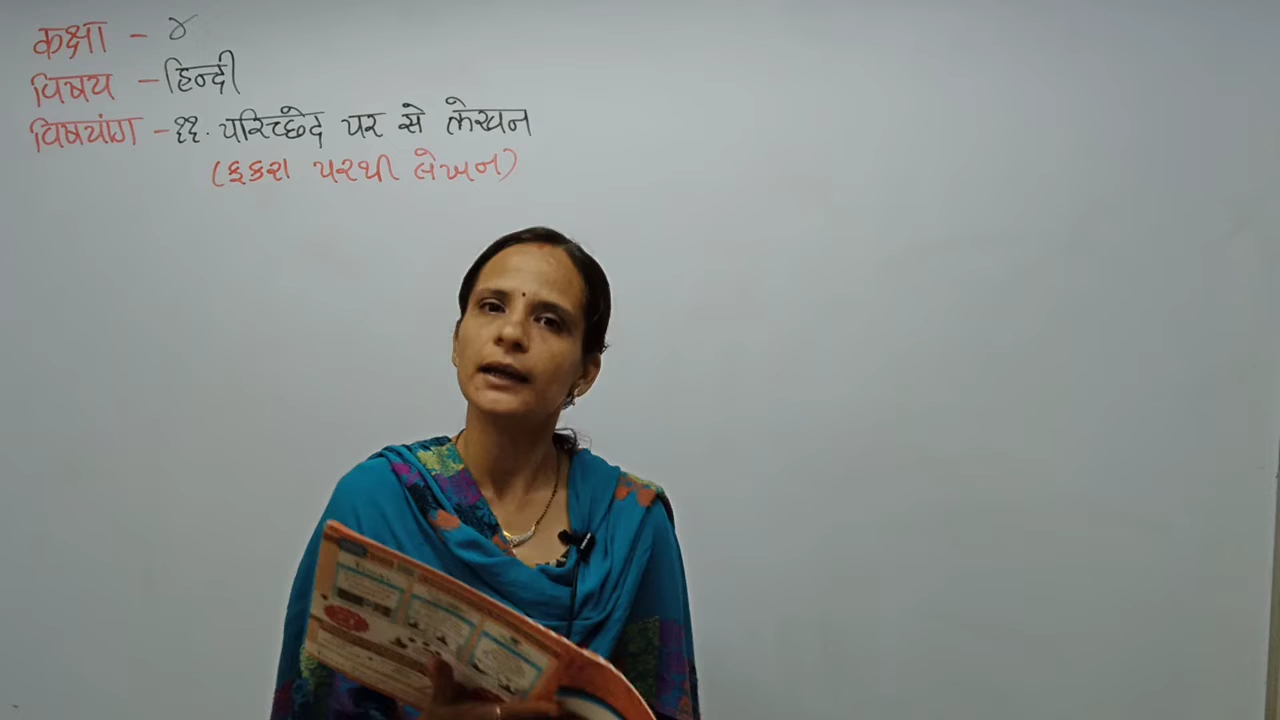 कक्षा - ४
विषय - हिन्दी
विषयांग - ११. परिच्छेद पर से लेखन
(ફકરા પરથી લેખન)